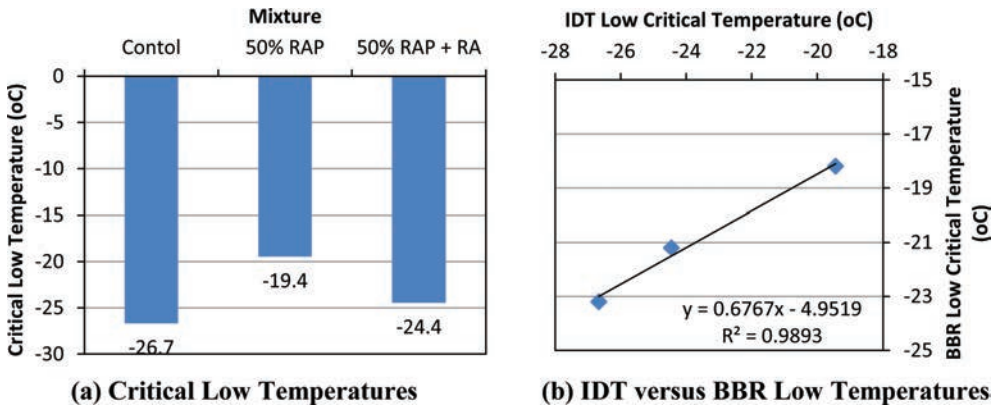 Mixture
Contol 50% RAP 50% RAP + RA
Critical Low Temperature (oC)
0
-5
-10
-15
-20
-25
-30
-26.7
-19.4
-24.4
(a) Critical Low Temperatures
IDT Low Critical Temperature (oC)
-28 -26 -24 -22 -20 -18
-15
-17
-19
-21
-23
-25
BBR Low Critical Temperature
(oC)
y = 0.6767x - 4.9519
R² = 0.9893
(b) IDT versus BBR Low Temperatures